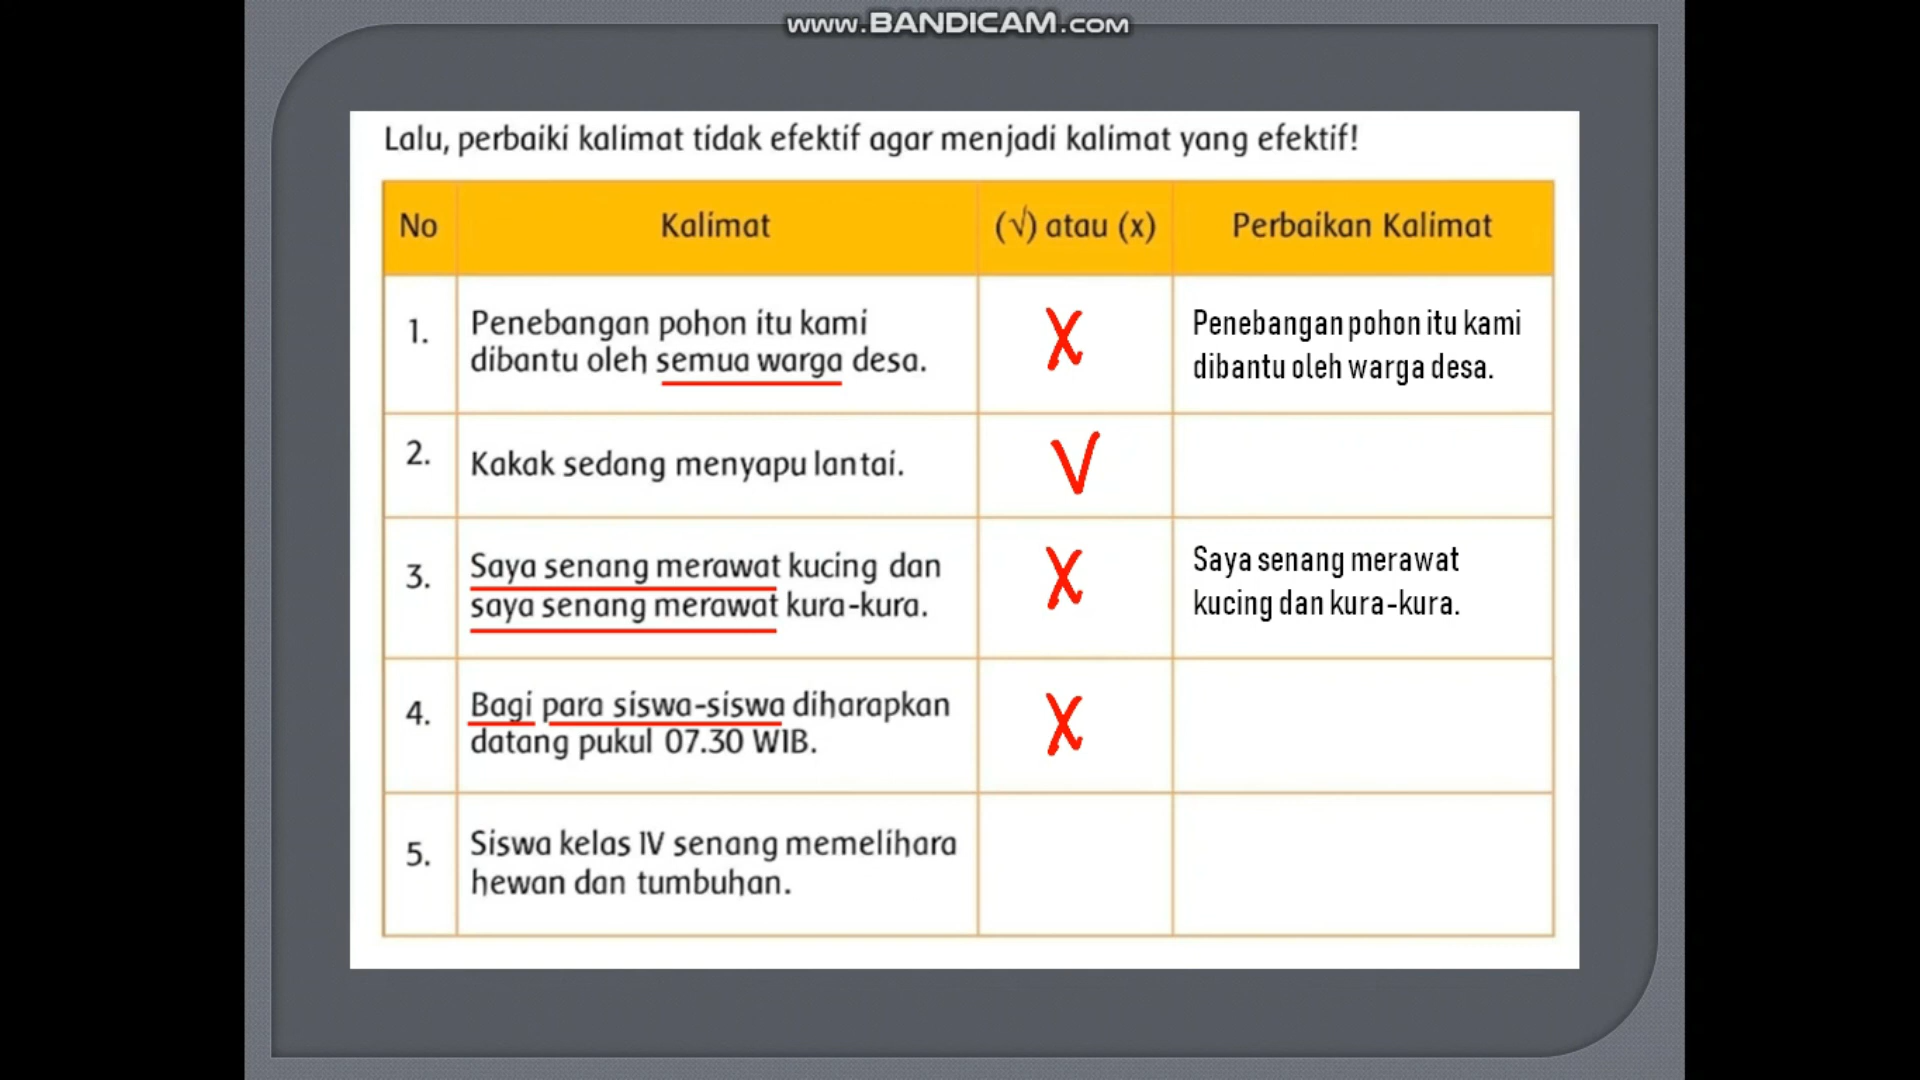 www.BANDICAM.com
Lalu, perbaiki kalimat tidak efektif agar menjadi kalimat yang efektif!
No Kalimat (√) atau (x) Perbaikan Kalimat
1. Penebangan pohon itu kami
dibantu oleh semua warga desa.
X
Penebangan pohon itu kami
dibantu oleh warga desa.
2. Kakak sedang menyapu lantai.
√
3. Saya senang merawat kucing dan
saya senang merawat kura-kura.
X
Saya senang merawat
kucing dan kura-kura.
4. Bagi para siswa-siswa diharapkan
datang pukul 07.30 WIB.
X
5. Siswa kelas IV senang memelihara
hewan dan tumbuhan.